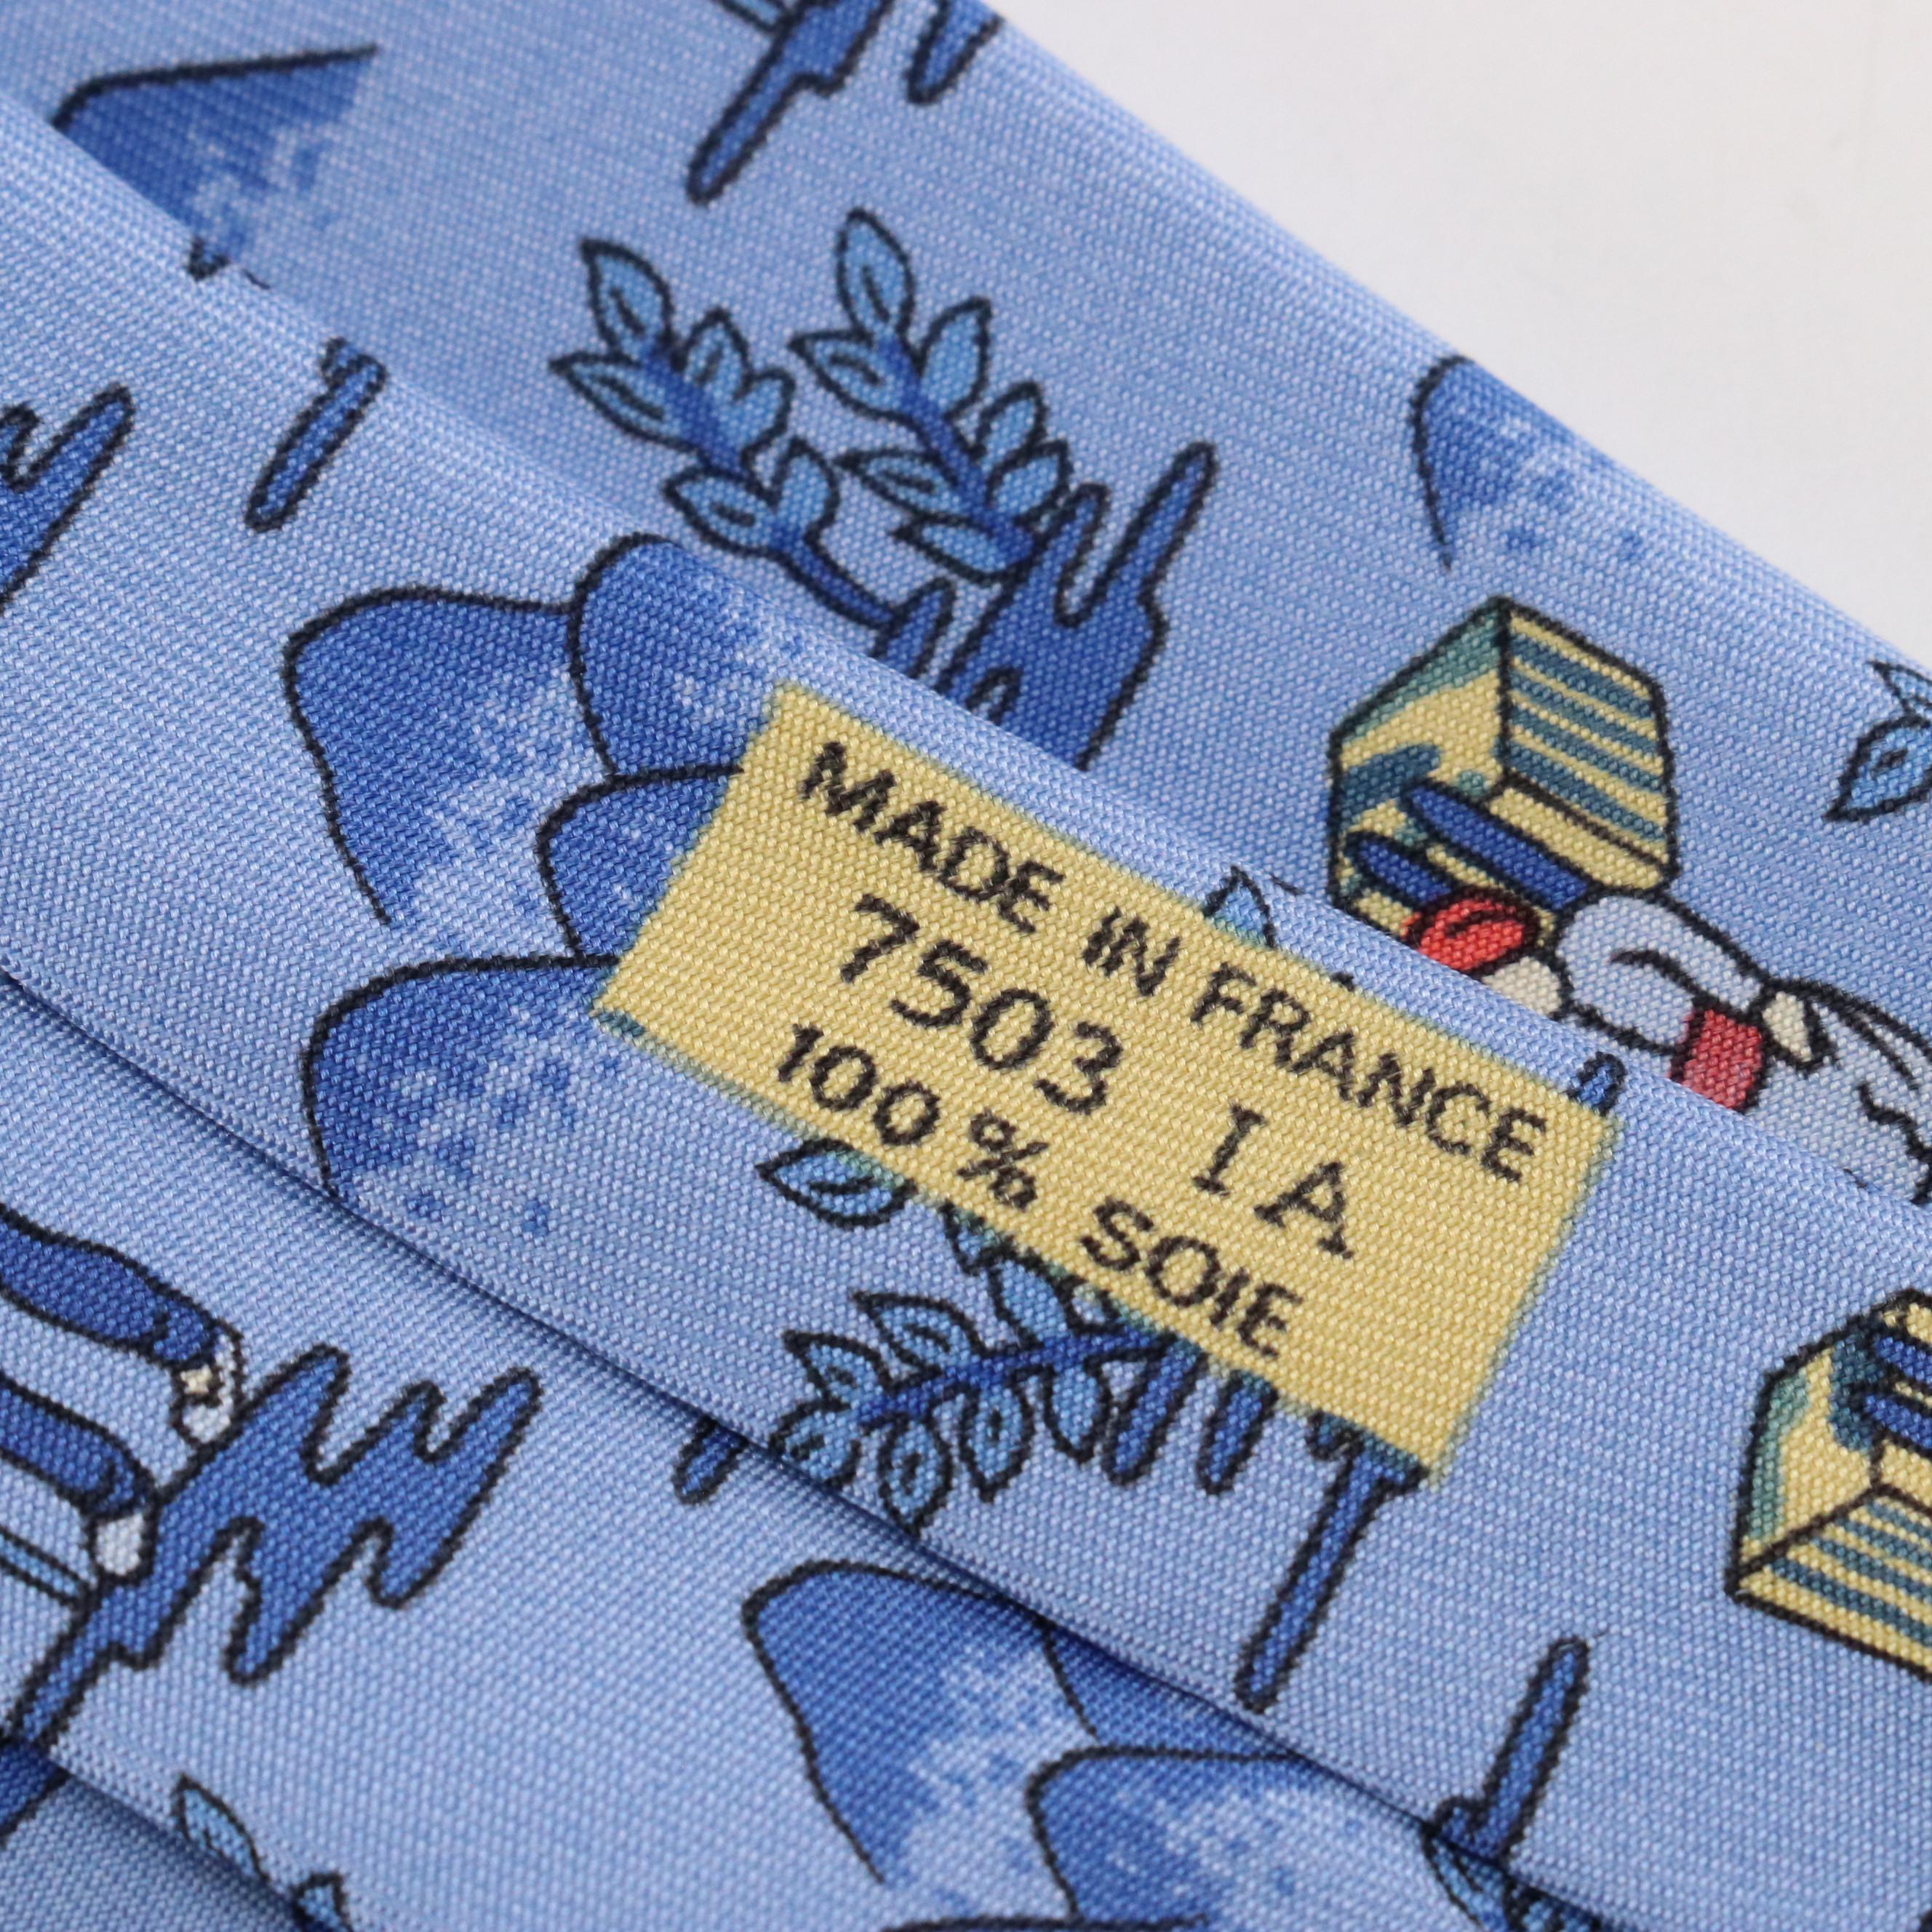 MADE IN FRANCE
7503 IA
100% SOIE